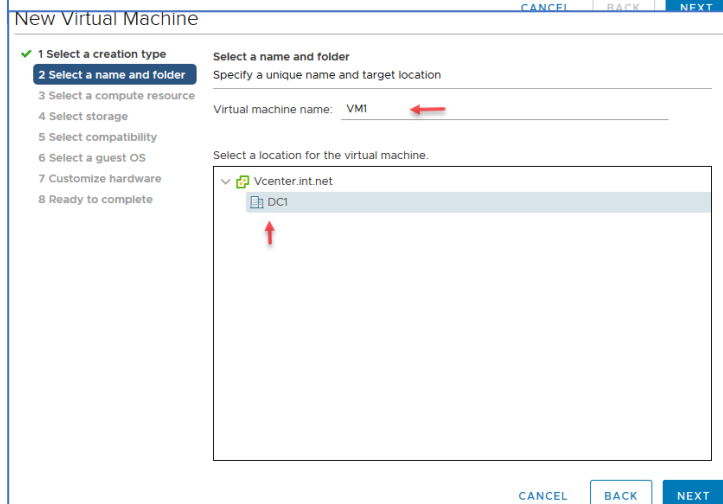 CANCEL BACK NEXT
New Virtual Machine
1 Select a creation type
2 Select a name and folder
3 Select a compute resource
4 Select storage
5 Select compatibility
6 Select a guest OS
7 Customize hardware
8 Ready to complete
Select a name and folder
Specify a unique name and target location
Virtual machine name: VM1
Select a location for the virtual machine.
Vcenter.int.net
DC1
CANCEL BACK NEXT